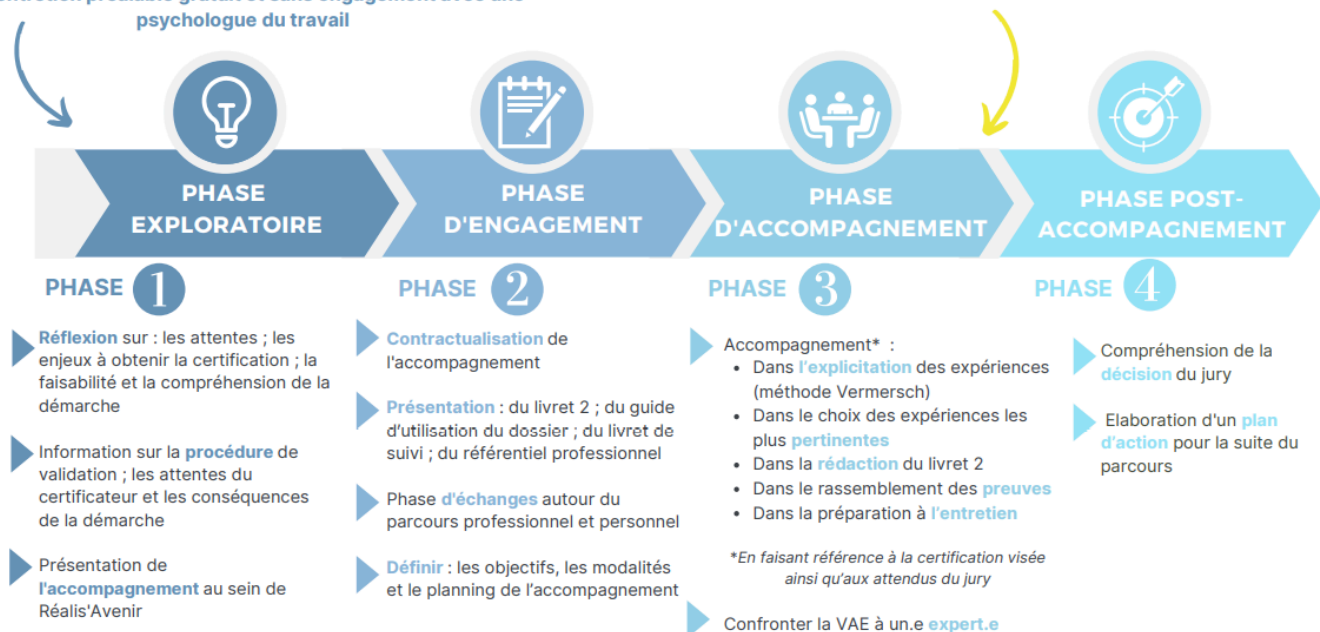 psychologue du travail
PHASE
EXPLORATOIRE
PHASE
D'ENGAGEMENT
PHASE
D'ACCOMPAGNEMENT
PHASE POST-
ACCOMPAGNEMENT
PHASE 1
Réflexion sur : les attentes ; les
enjeux à obtenir la certification ; la
faisabilité et la compréhension de la
démarche
Information sur la procédure de
validation ; les attentes du
certificateur et les conséquences
de la démarche
Présentation de
l'accompagnement au sein de
Réalis'Avenir
PHASE 2
Contractualisation de
l'accompagnement
Présentation : du livret 2 ; du guide
d'utilisation du dossier ; du livret de
suivi ; du référentiel professionnel
Phase d'échanges autour du
parcours professionnel et personnel
Définir : les objectifs, les modalités
et le planning de l'accompagnement
PHASE 3
Accompagnement* :
• Dans l'explicitation des expériences
(méthode Vermersch)
• Dans le choix des expériences les
plus pertinentes
• Dans la rédaction du livret 2
• Dans le rassemblement des preuves
• Dans la préparation à l'entretien
*En faisant référence à la certification visée
ainsi qu'aux attendus du jury
Confronter la VAE à un.e expert.e
PHASE 4
Compréhension de la
décision du jury
Elaboration d'un plan
d'action pour la suite du
parcours